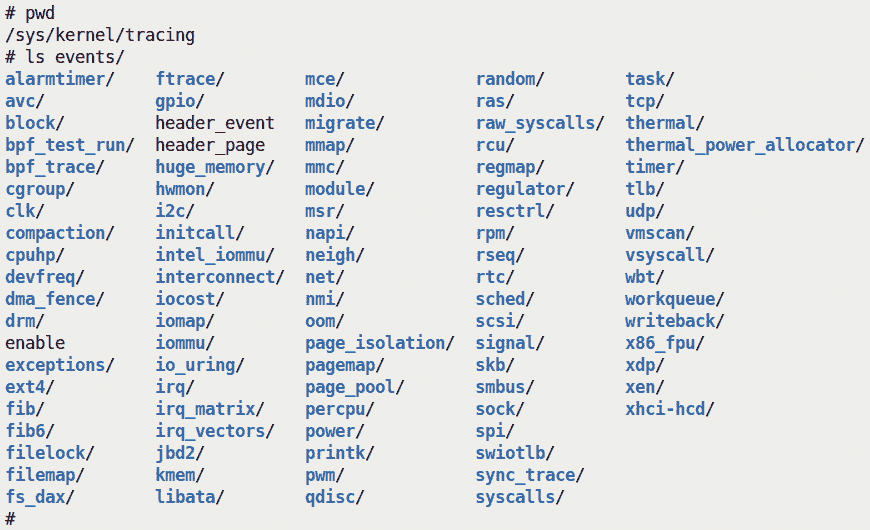 # pwd
/sys/kernel/tracing
# ls events/
alarmtimer/ ftrace/ mce/ random/ task/
avc/ gpio/ mdio/ ras/ tcp/
block/ header_event migrate/ raw_syscalls/ thermal/
bpf_test_run/ header_page mmap/ rcu/ thermal_power_allocator/
bpf_trace/ huge_memory/ mmc/ regmap/ timer/
cgroup/ hwmon/ module/ regulator/ tlb/
clk/ i2c/ msr/ resctrl/ udp/
compaction/ initcall/ napi/ rpm/ vmscan/
cpuhp/ intel_iommu/ neigh/ rseq/ vsyscall/
devfreq/ interconnect/ net/ rtc/ wbt/
dma_fence/ iocost/ nmi/ sched/ workqueue/
drm/ iomap/ oom/ scsi/ writeback/
enable iommu/ page_isolation/ signal/ x86_fpu/
exceptions/ io_uring/ pagemap/ skb/ xdp/
ext4/ irq/ page_pool/ smbus/ xen/
fib/ irq_matrix/ percpu/ sock/ xhci-hcd/
fib6/ irq_vectors/ power/ spi/
filelock/ jbd2/ printk/ swiotlb/
filemap/ kmem/ pwm/ sync_trace/
fs_dax/ libata/ qdisc/ syscalls/
#